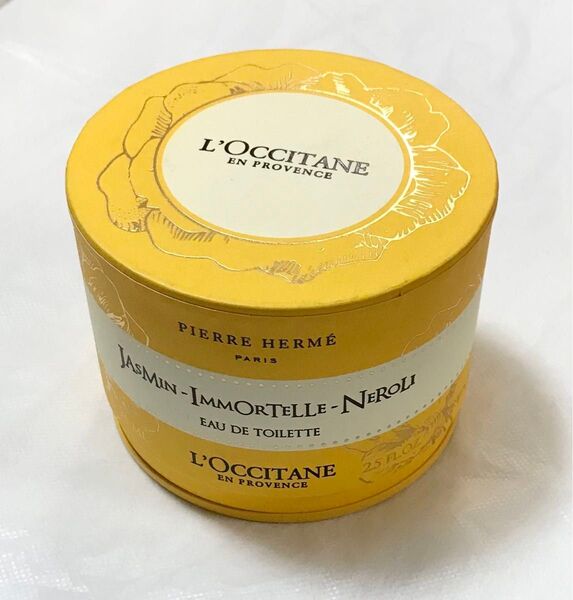 L'OCCITANE
EN PROVENCE
PIERRE HERMÉ
PARIS
JASMIN-IMMORTELLE-NEROLI
EAU DE TOILETTE
L'OCCITANE
EN PROVENCE
2.5 FL.OZ